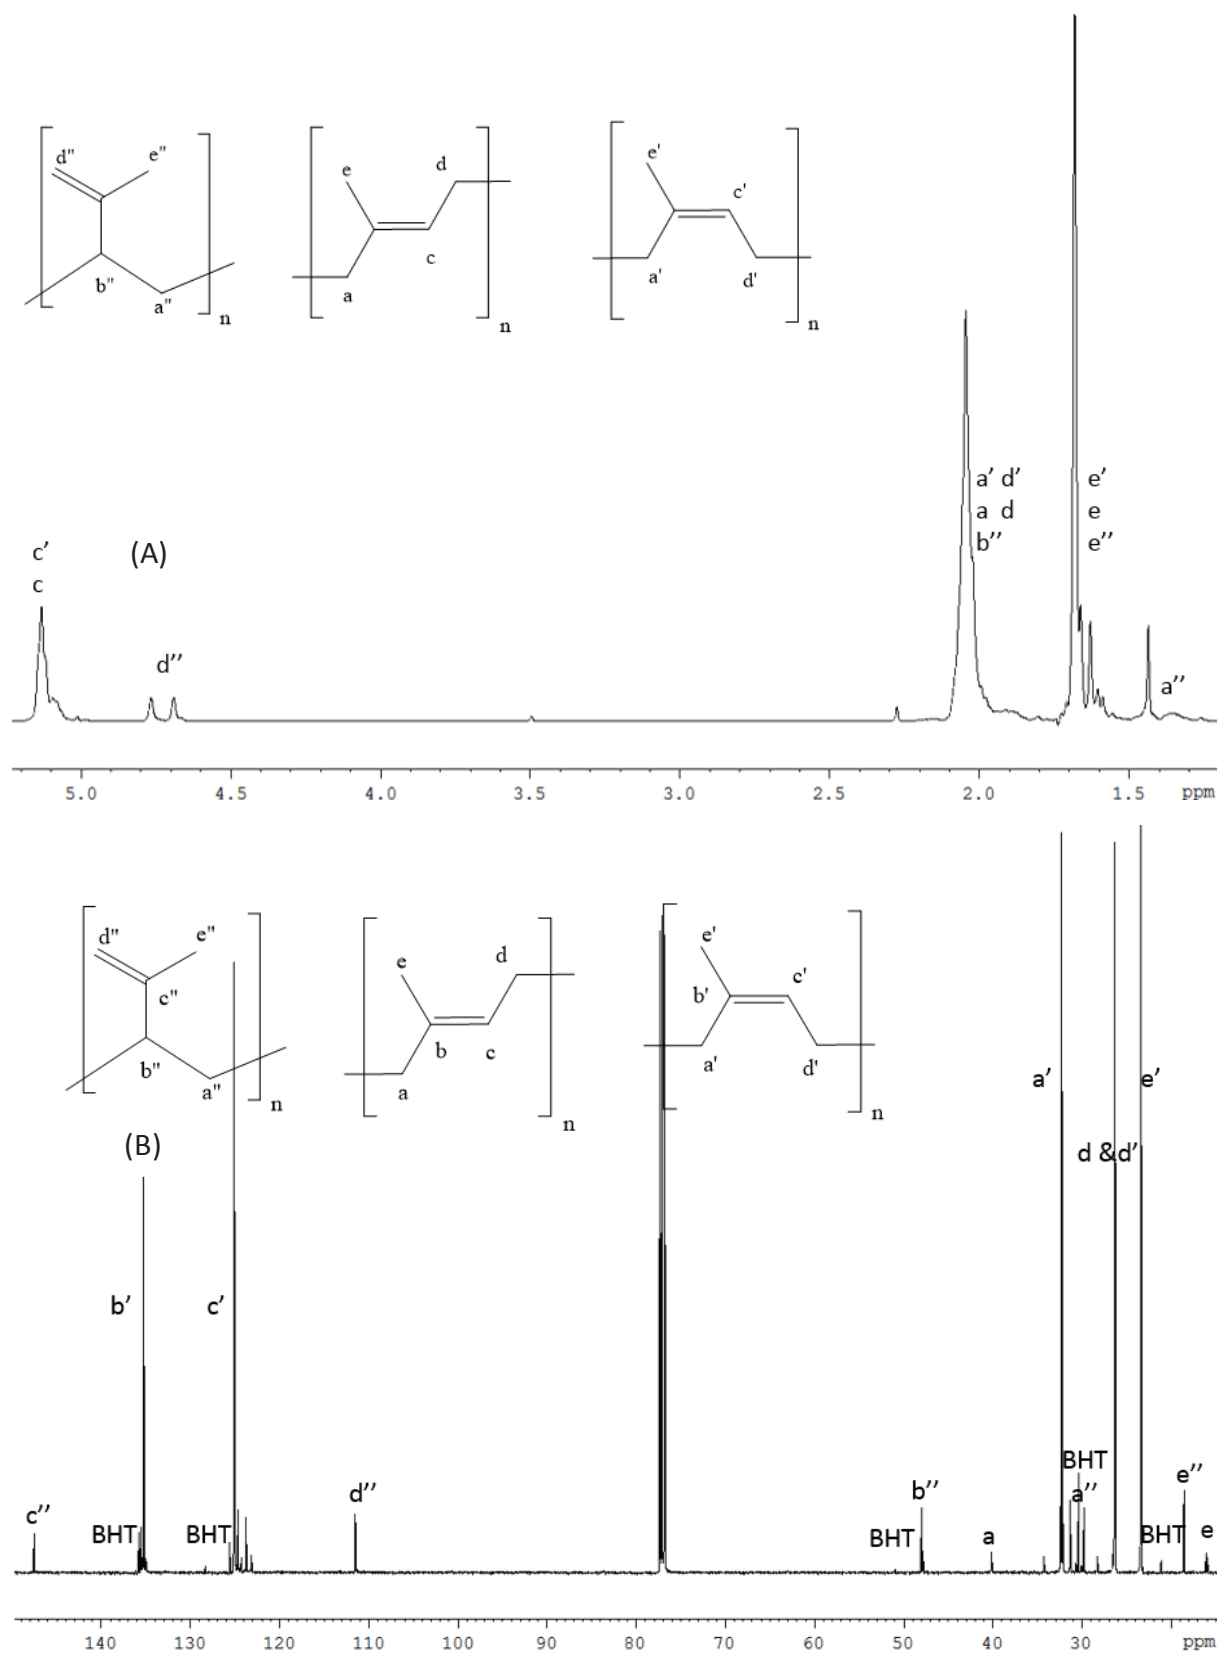 d" e" b" a" n
e d c a n
e' c' a' d' n
a’ d’
a d
b’’
e’
e
e’’
c’
c
(A)
d’’
a’’
5.0 4.5 4.0 3.5 3.0 2.5 2.0 1.5 ppm
d" e" c" b" a" n
e d b c a n
e' c' b' a' d' n
(B)
a’
e’
d &d’
b’
c’
BHT
c’’
d’’
b’’
a’’
e’’
BHT
BHT
BHT
a
BHT
e
140 130 120 110 100 90 80 70 60 50 40 30 ppm